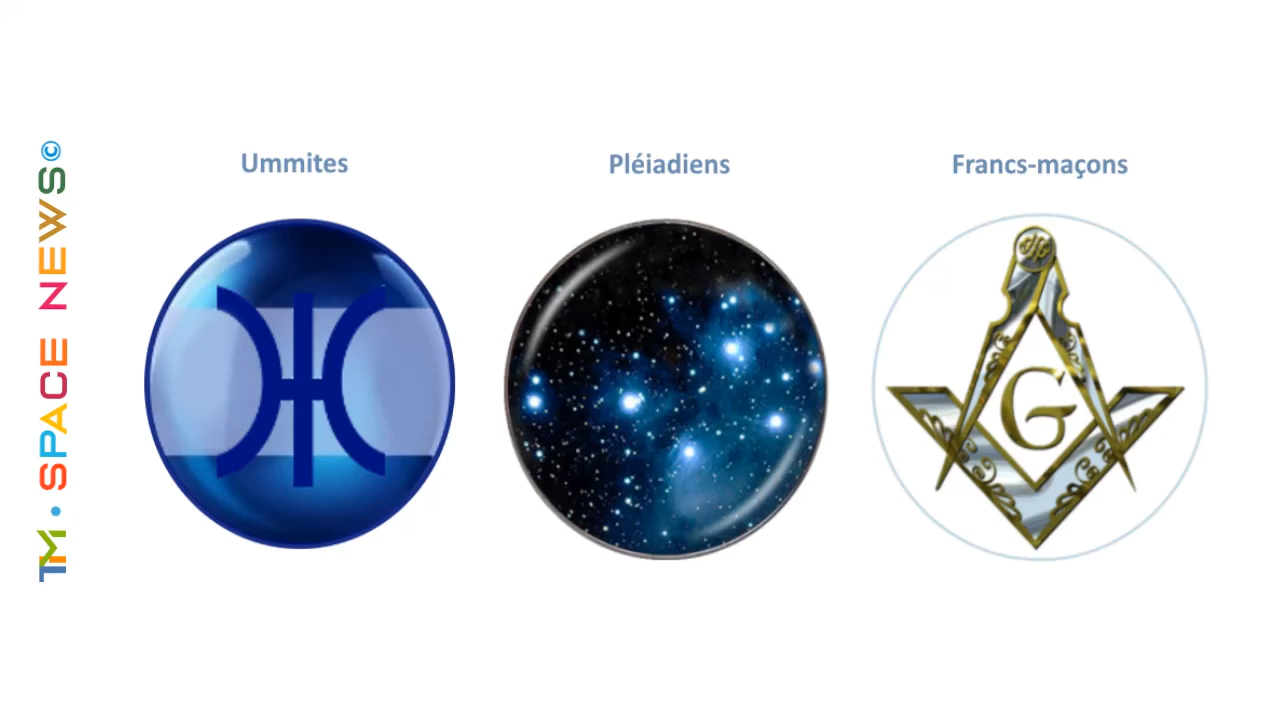 TM • SPACE NEWS©
Ummites
Pléiadiens
Francs-maçons
G